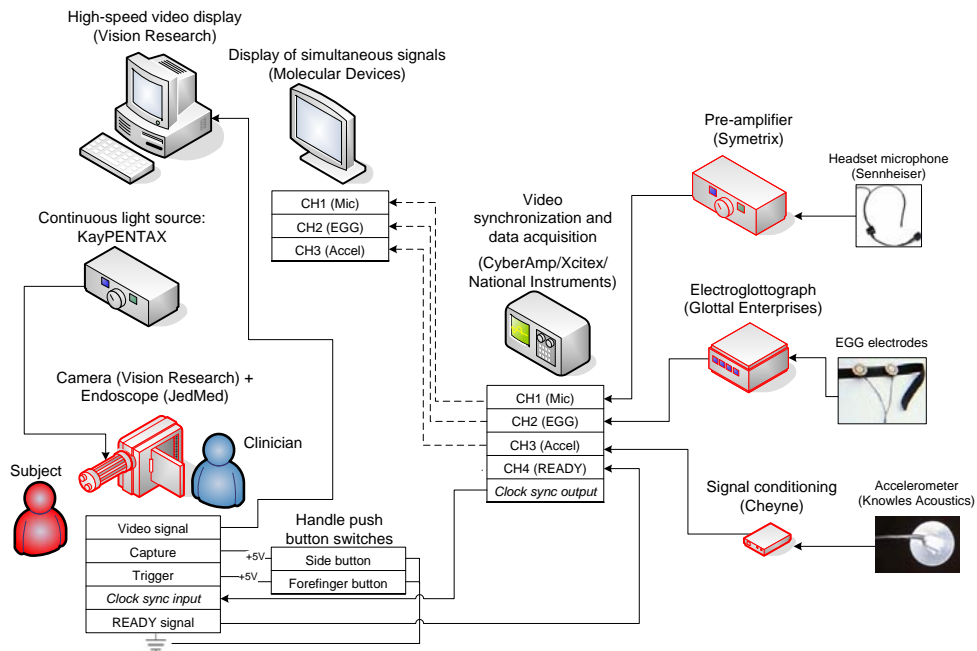 High-speed video display
(Vision Research)
Display of simultaneous signals
(Molecular Devices)
CH1 (Mic)
CH2 (EGG)
CH3 (Accel)
Continuous light source:
KayPENTAX
Video
synchronization and
data acquisition
(CyberAmp/Xcitex/
National Instruments)
Pre-amplifier
(Symetrix)
Headset microphone
(Sennheiser)
Electroglottograph
(Glottal Enterprises)
EGG electrodes
CH1 (Mic)
CH2 (EGG)
CH3 (Accel)
CH4 (READY)
Clock sync output
Camera (Vision Research) +
Endoscope (JedMed)
Clinician
Subject
Signal conditioning
(Cheyne)
Accelerometer
(Knowles Acoustics)
Video signal
Capture
Trigger
Clock sync input
READY signal
Handle push
button switches
+5V
Side button
+5V
Forefinger button